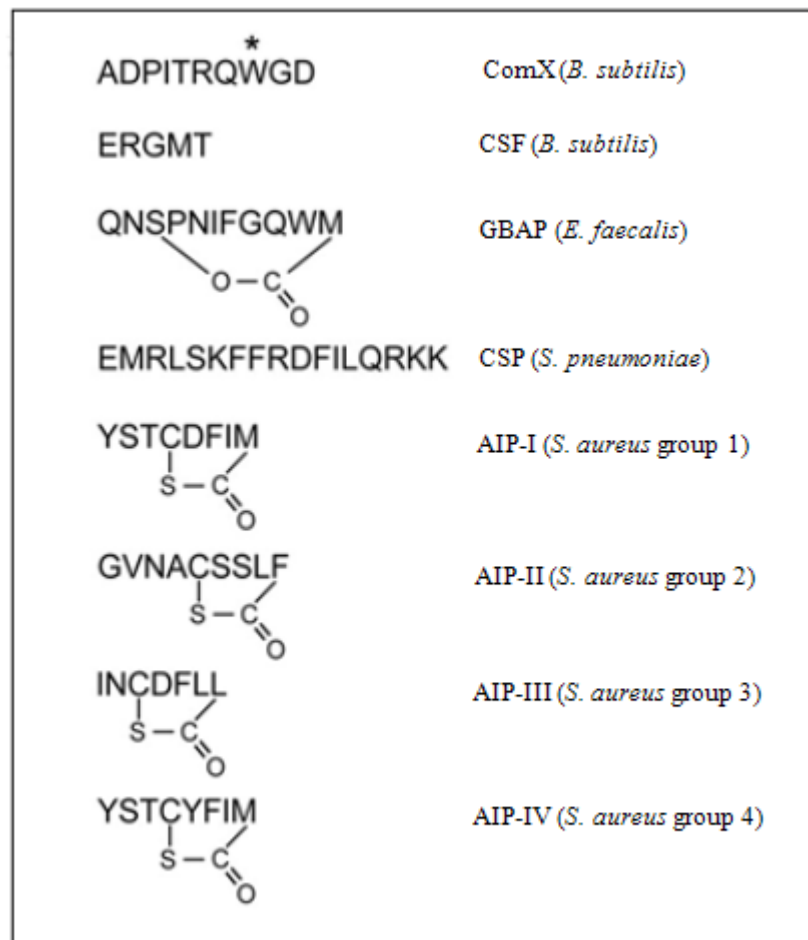 *
ADPITRQWGD ComX (B. subtilis)
ERGMT CSF (B. subtilis)
QNSPNIFGQWM GBAP (E. faecalis)
O – C
O
EMRLSKFFRDFILQRKK CSP (S. pneumoniae)
YSTCDFIM AIP-I (S. aureus group 1)
S – C
O
GVNACSSLF AIP-II (S. aureus group 2)
S – C
O
INCDFLL AIP-III (S. aureus group 3)
S – C
O
YSTCYFIM AIP-IV (S. aureus group 4)
S – C
O